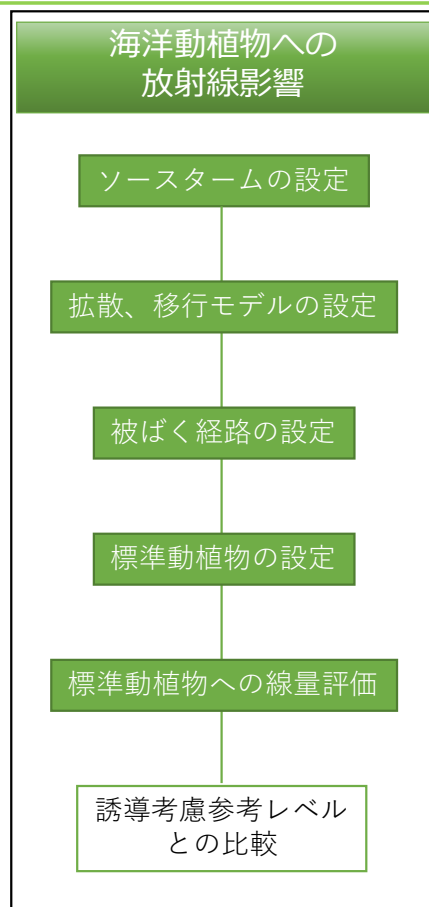 海洋動植物への
放射線影響
ソースタームの設定
拡散、移行モデルの設定
被ばく経路の設定
標準動植物の設定
標準動植物への線量評価
誘導考慮参考レベル
との比較